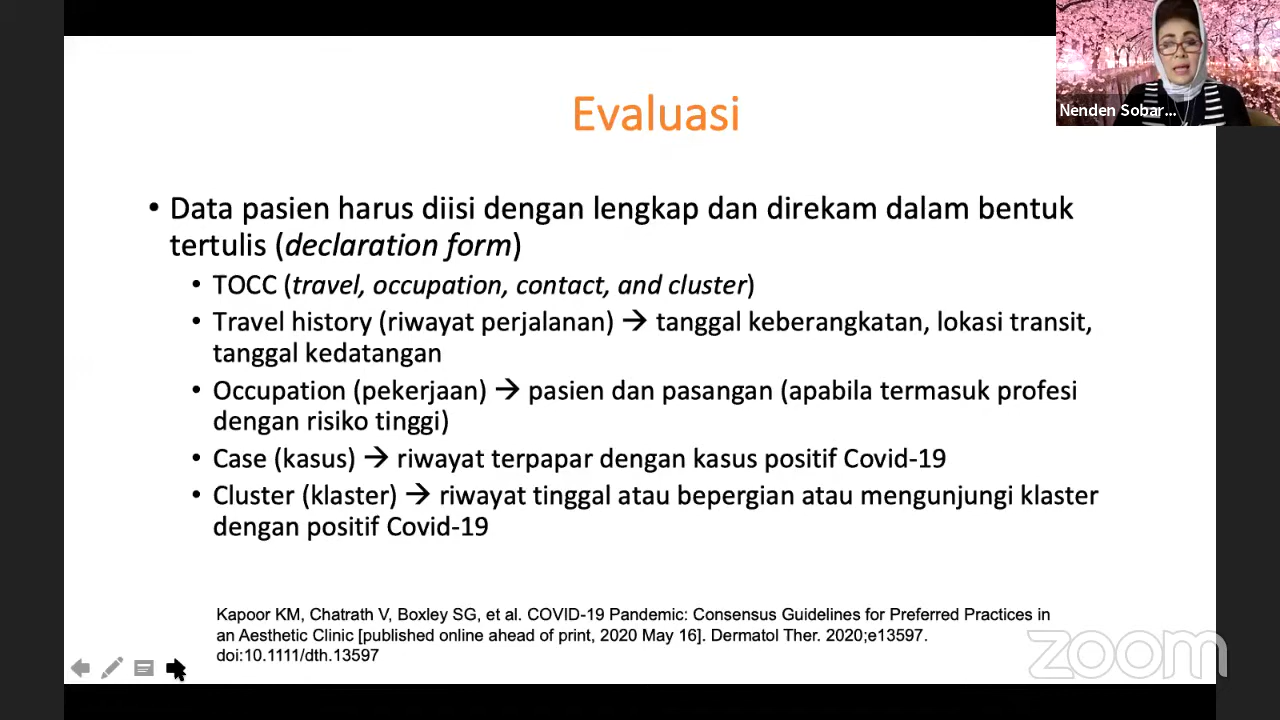 Evaluasi
Nenden Sobar...
• Data pasien harus diisi dengan lengkap dan direkam dalam bentuk
tertulis (declaration form)
• TOCC (travel, occupation, contact, and cluster)
• Travel history (riwayat perjalanan) → tanggal keberangkatan, lokasi transit,
tanggal kedatangan
• Occupation (pekerjaan) → pasien dan pasangan (apabila termasuk profesi
dengan risiko tinggi)
• Case (kasus) → riwayat terpapar dengan kasus positif Covid-19
• Cluster (klaster) → riwayat tinggal atau bepergian atau mengunjungi klaster
dengan positif Covid-19
Kapoor KM, Chatrath V, Boxley SG, et al. COVID-19 Pandemic: Consensus Guidelines for Preferred Practices in
an Aesthetic Clinic [published online ahead of print, 2020 May 16]. Dermatol Ther. 2020;e13597.
doi:10.1111/dth.13597
zoom